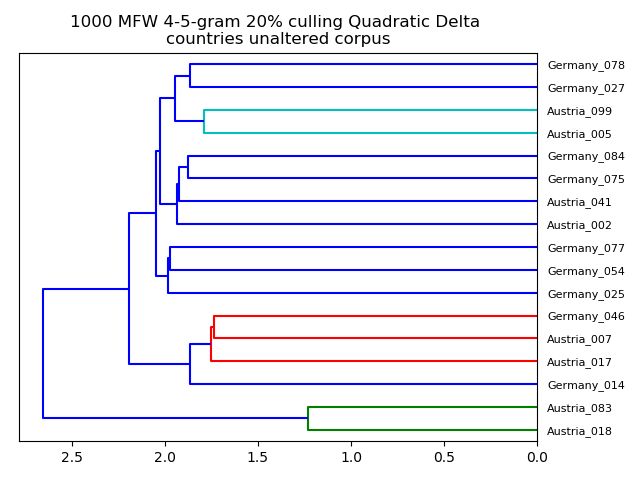 1000 MFW 4-5-gram 20% culling Quadratic Delta
countries unaltered corpus
Germany_078
Germany_027
Austria_099
Austria_005
Germany_084
Germany_075
Austria_041
Austria_002
Germany_077
Germany_054
Germany_025
Germany_046
Austria_007
Austria_017
Germany_014
Austria_083
Austria_018
2.5 2.0 1.5 1.0 0.5 0.0